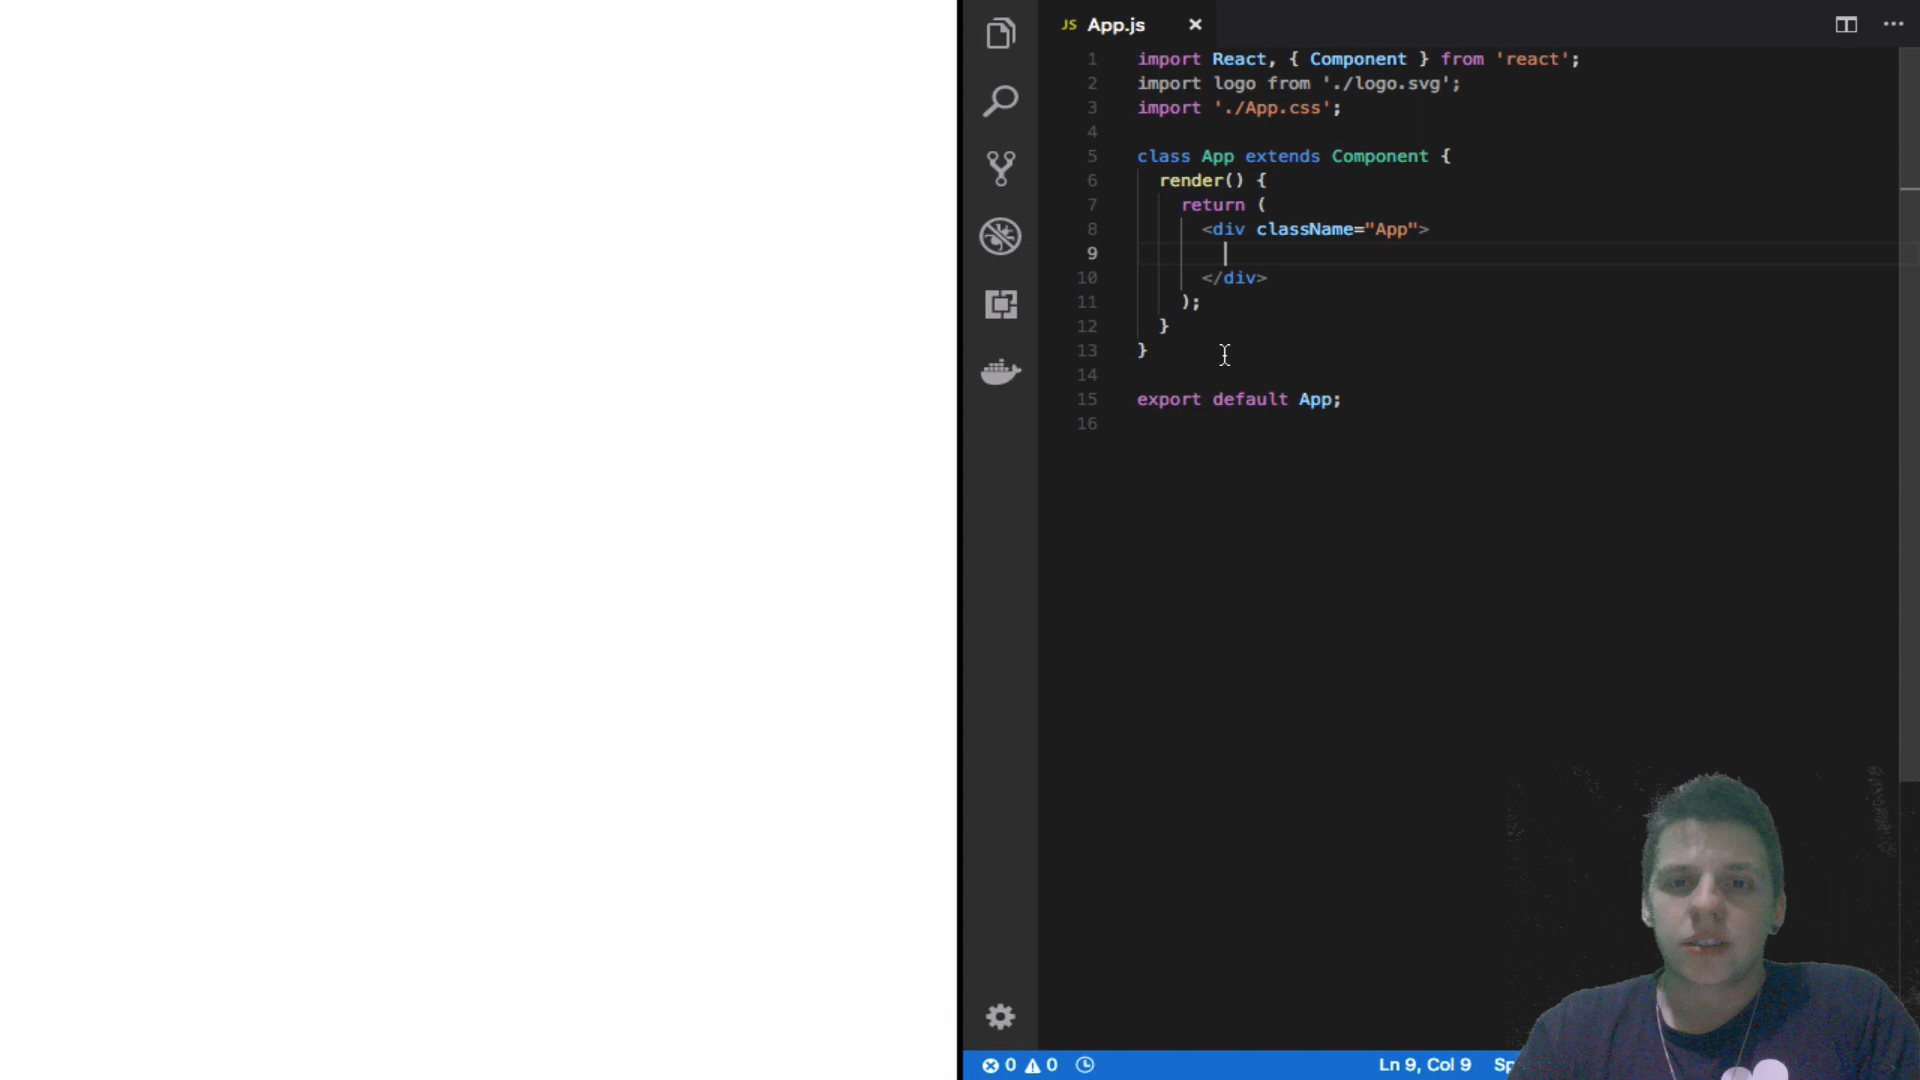 JS App.js
1 import React, { Component } from 'react';
2 import logo from './logo.svg';
3 import './App.css';
4
5 class App extends Component {
6 render() {
7 return (
8 <div className="App">
9
10 </div>
11 );
12 }
13 }
14
15 export default App;
16
0 0 Ln 9, Col 9 Sp